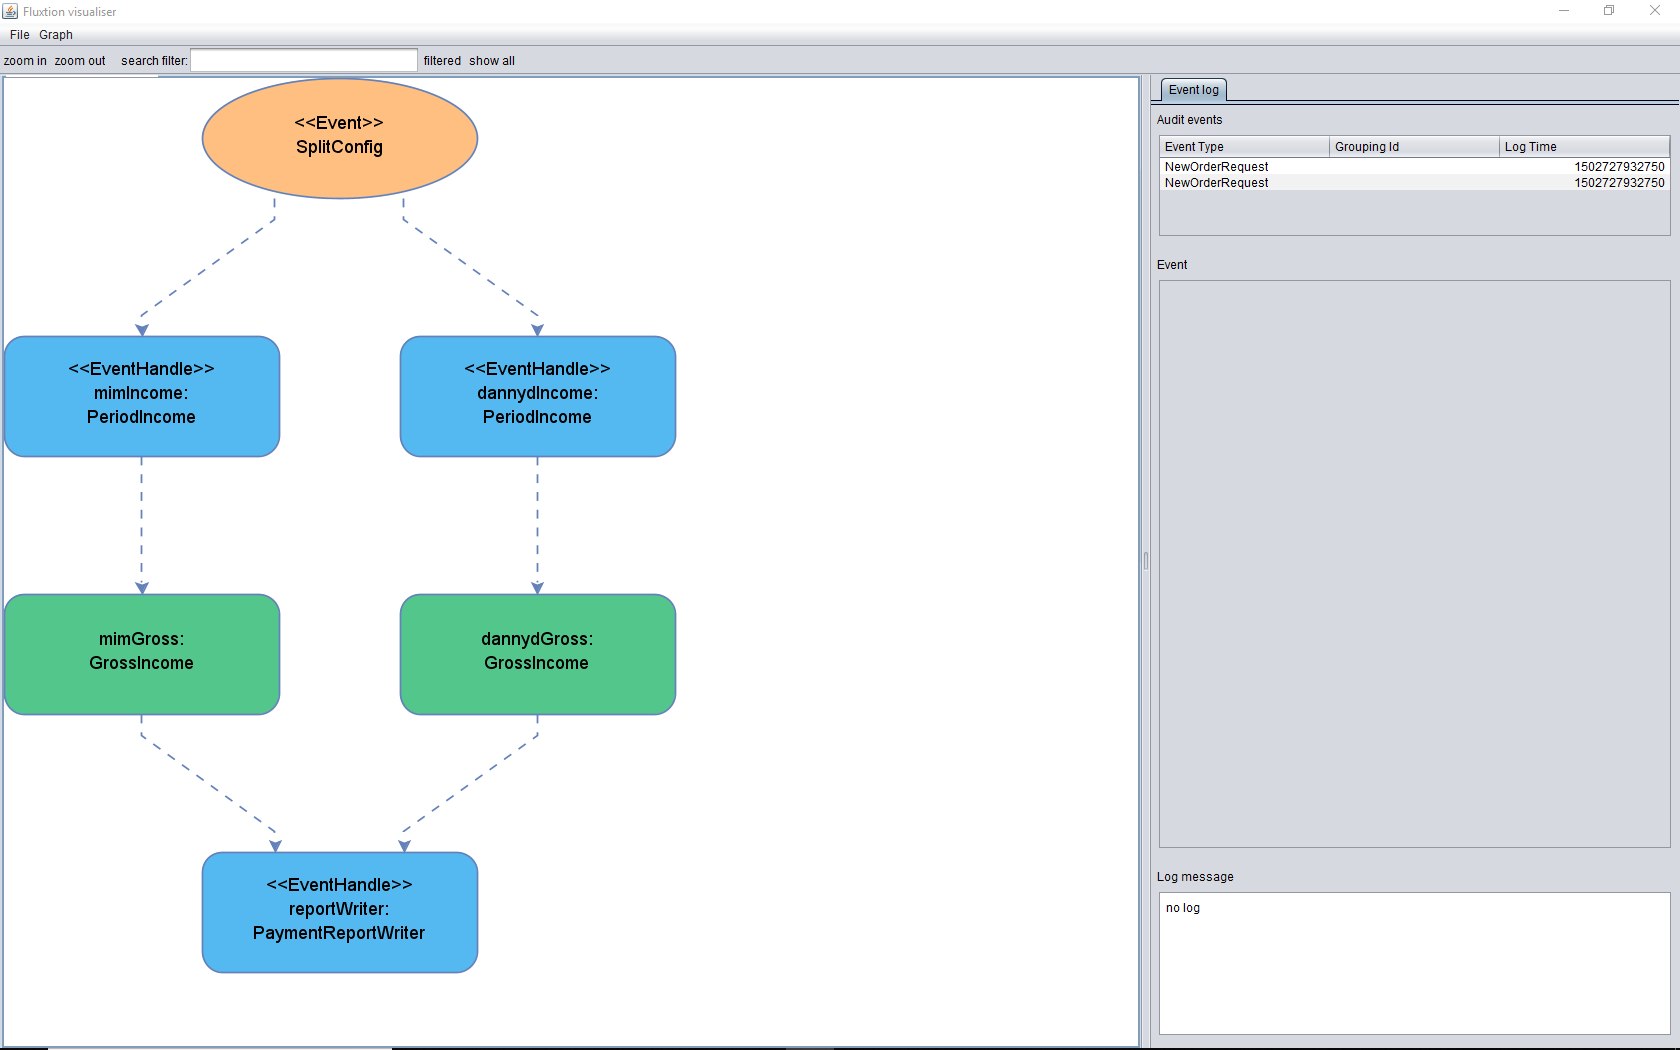 Fluxtion visualiser
File Graph
zoom in zoom out search filter: filtered show all
<<Event>>
SplitConfig
<<EventHandle>>
mimIncome:
PeriodIncome
<<EventHandle>>
dannydIncome:
PeriodIncome
mimGross:
GrossIncome
dannydGross:
GrossIncome
<<EventHandle>>
reportWriter:
PaymentReportWriter
Event log
Audit events
Event Type Grouping Id Log Time
NewOrderRequest 1502727932750
NewOrderRequest 1502727932750
Event
Log message
no log